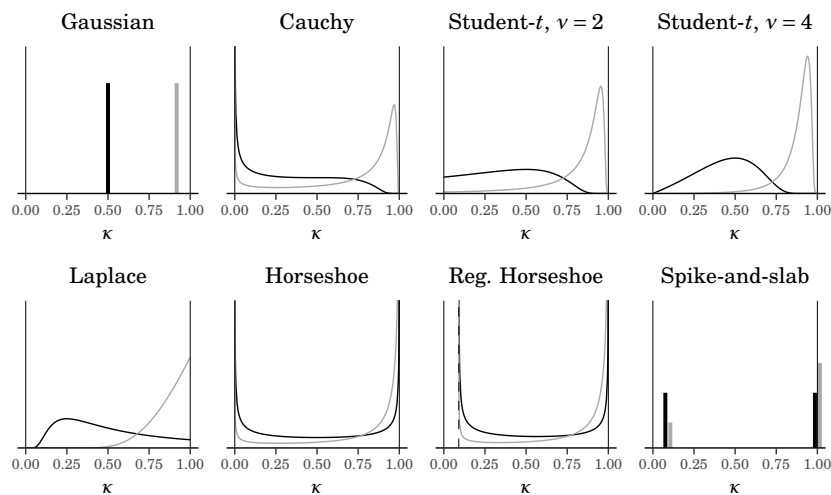 Gaussian
Cauchy
Student-t, ν = 2
Student-t, ν = 4
0.00 0.25 0.50 0.75 1.00
0.00 0.25 0.50 0.75 1.00
0.00 0.25 0.50 0.75 1.00
0.00 0.25 0.50 0.75 1.00
κ
κ
κ
κ
Laplace
Horseshoe
Reg. Horseshoe
Spike-and-slab
0.00 0.25 0.50 0.75 1.00
0.00 0.25 0.50 0.75 1.00
0.00 0.25 0.50 0.75 1.00
0.00 0.25 0.50 0.75 1.00
κ
κ
κ
κ